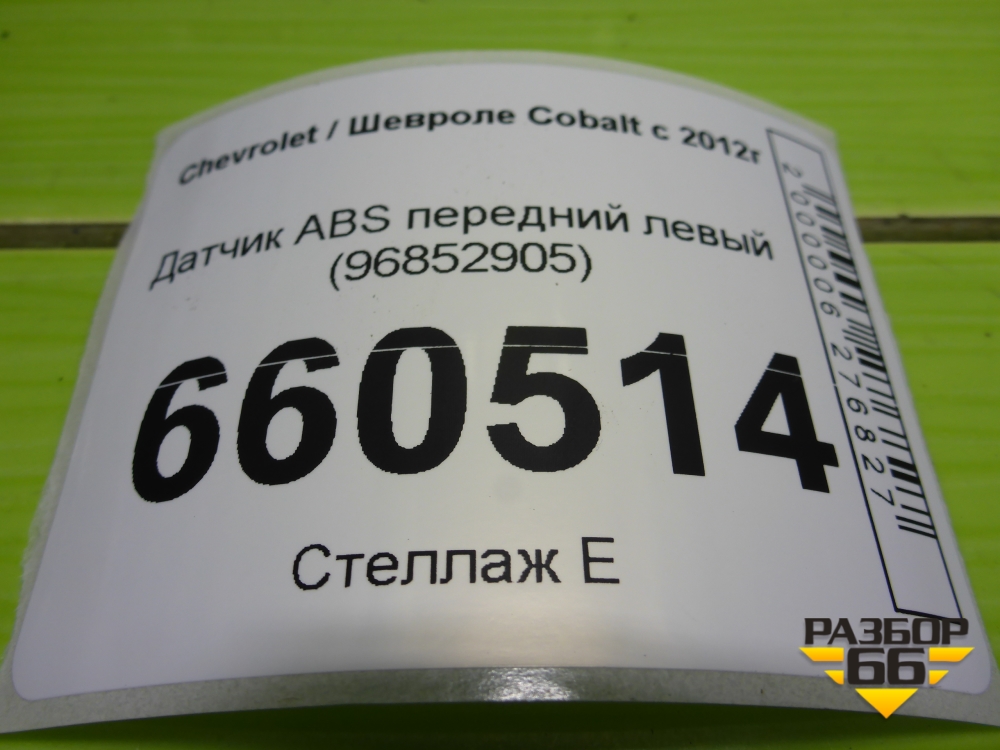 Chevrolet / Шевроле Cobalt с 2012г
Датчик ABS передний левый
(96852905)
660514
Стеллаж Е
2000006276827
РАЗБОР
66